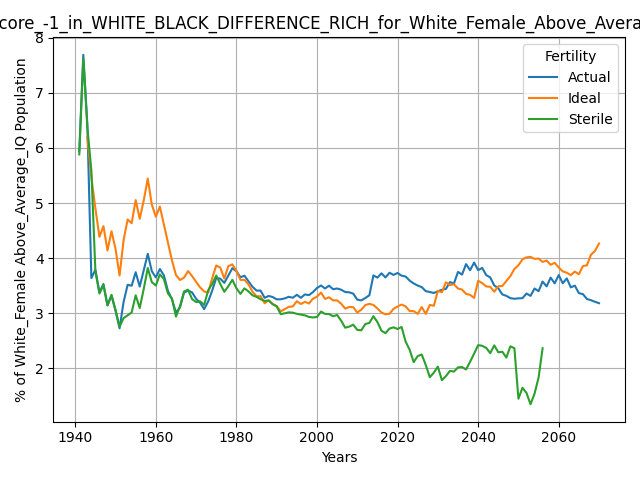 core_-1_in_WHITE_BLACK_DIFFERENCE_RICH_for_White_Female_Above_Avera
% of White_Female Above_Average_IQ Population
8
7
6
5
4
3
2
Fertility
Actual
Ideal
Sterile
1940 1960 1980 2000 2020 2040 2060
Years